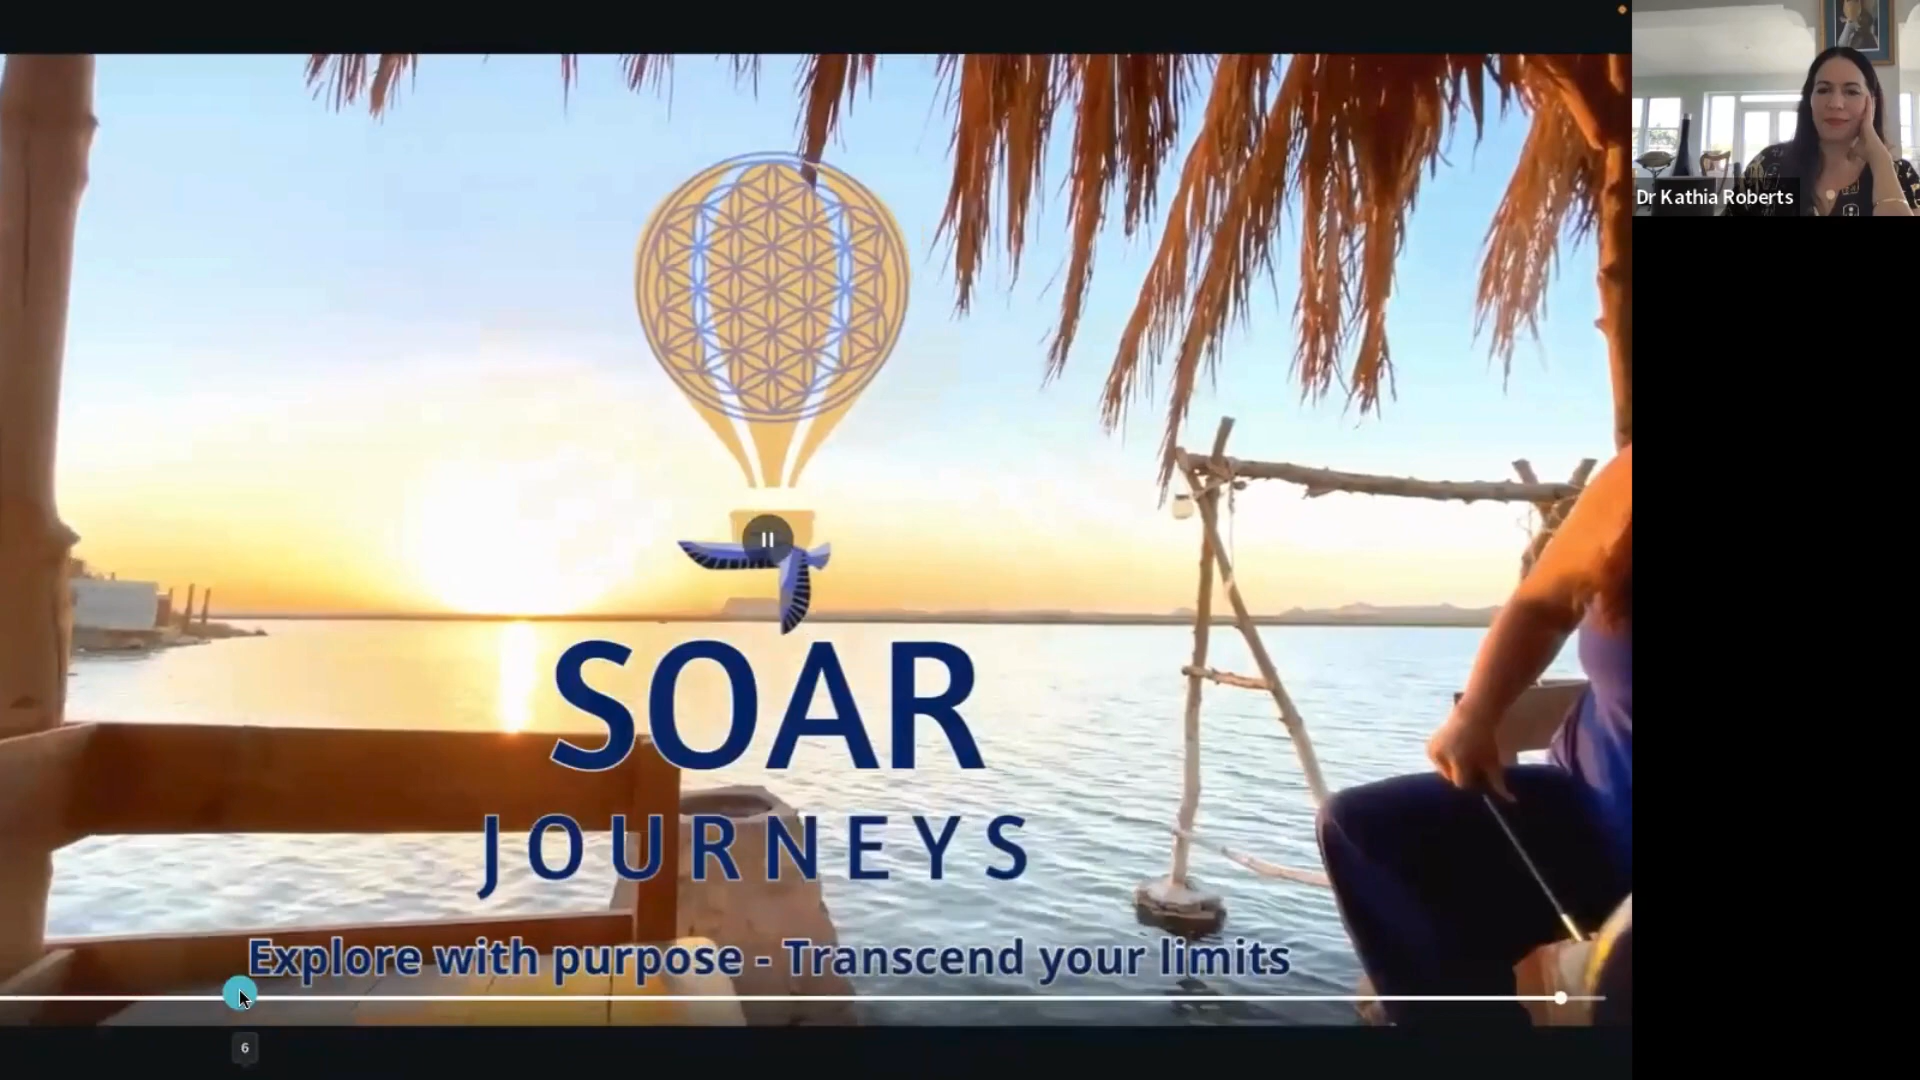 SOAR
JOURNEYS
Explore with purpose - Transcend your limits
6
Dr Kathia Roberts